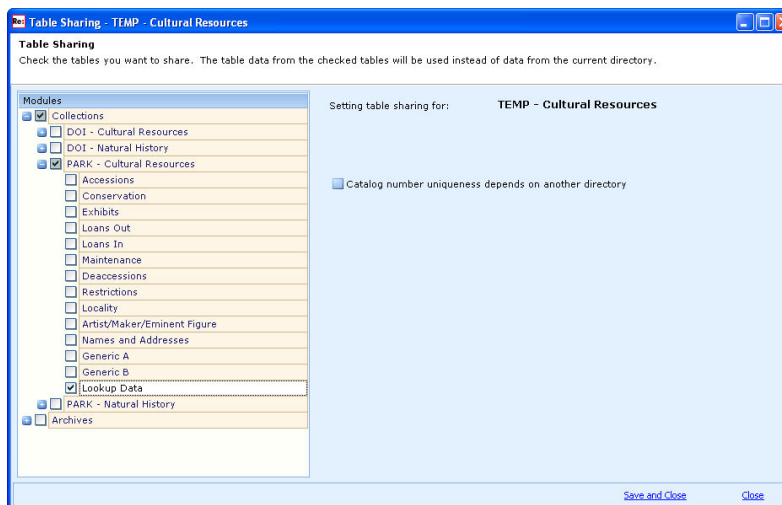 Re: Table Sharing - TEMP - Cultural Resources
Table Sharing
Check the tables you want to share. The table data from the checked tables will be used instead of data from the current directory.
Modules
Collections
DOI - Cultural Resources
DOI - Natural History
PARK - Cultural Resources
Accessions
Conservation
Exhibits
Loans Out
Loans In
Maintenance
Deaccessions
Restrictions
Locality
Artist/Maker/Eminent Figure
Names and Addresses
Generic A
Generic B
Lookup Data
PARK - Natural History
Archives
Setting table sharing for: TEMP - Cultural Resources
Catalog number uniqueness depends on another directory
Save and Close Close